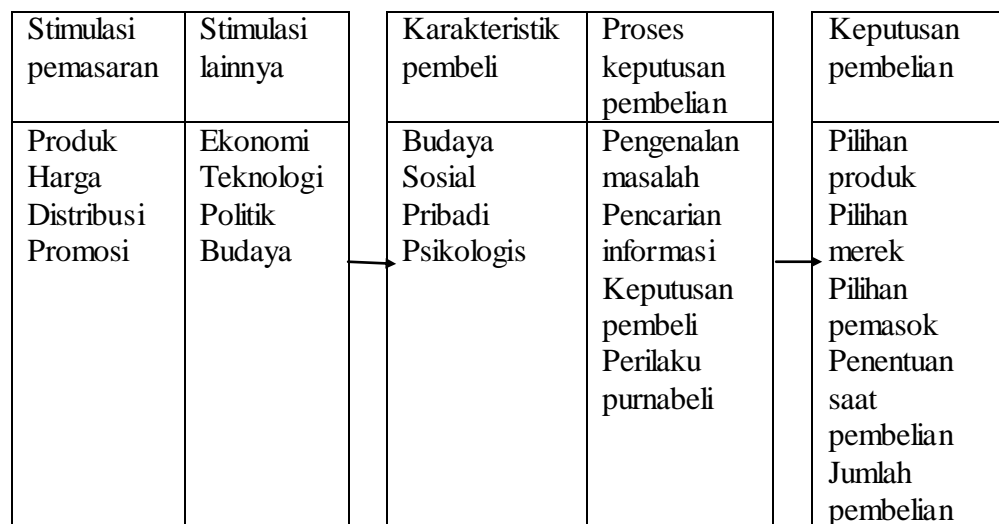 Stimulasi
pemasaran
Stimulasi
lainnya
Karakteristik
pembeli
Proses
keputusan
pembelian
Keputusan
pembelian
Produk
Harga
Distribusi
Promosi
Ekonomi
Teknologi
Politik
Budaya
Budaya
Sosial
Pribadi
Psikologis
Pengenalan
masalah
Pencarian
informasi
Keputusan
pembeli
Perilaku
purnabeli
Pilihan
produk
Pilihan
merek
Pilihan
pemasok
Penentuan
saat
pembelian
Jumlah
pembelian